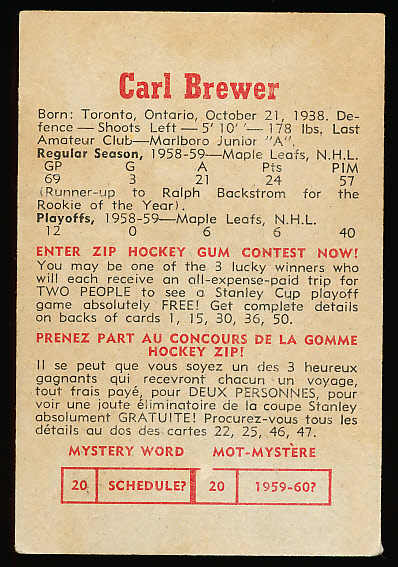 Carl Brewer
Born: Toronto, Ontario, October 21, 1938. De-
fence — Shoots Left — 5' 10' '— 178 lbs. Last
Amateur Club—Marlboro Junior "A".
Regular Season, 1958-59—Maple Leafs, N.H.L.
GP G A Pts PIM
69 3 21 24 57
(Runner-up to Ralph Backstrom for the
Rookie of the Year).
Playoffs, 1958-59—Maple Leafs, N.H.L.
12 0 6 6 40
ENTER ZIP HOCKEY GUM CONTEST NOW!
You may be one of the 3 lucky winners who
will each receive an all-expense-paid trip for
TWO PEOPLE to see a Stanley Cup playoff
game absolutely FREE! Get complete details
on backs of cards 1, 15, 30, 36, 50.
PRENEZ PART AU CONCOURS DE LA GOMME
HOCKEY ZIP!
Il se peut que vous soyez un des 3 heureux
gagnants qui recevront chacun un voyage,
tout frais payé, pour DEUX PERSONNES, pour
voir une joute éliminatoire de la coupe Stanley
absolument GRATUITE! Procurez-vous tous les
détails au dos des cartes 22, 25, 46, 47.
MYSTERY WORD MOT-MYSTÈRE
20 SCHEDULE? 20 1959-60?